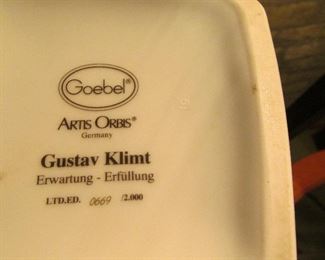 Goebel®
ARTIS ORBIS®
Germany
Gustav Klimt
Erwartung - Erfüllung
LTD.ED. 0669 /2.000